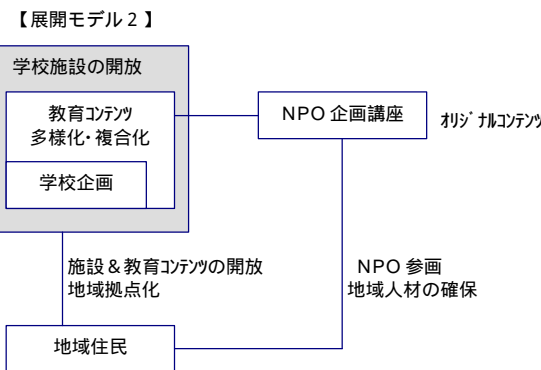 【展開モデル2】
学校施設の開放
教育ｺﾝﾃﾝﾂ
多様化・複合化
学校企画
NPO 企画講座
ｵﾘｼﾞﾅﾙｺﾝﾃﾝﾂ
施設＆教育ｺﾝﾃﾝﾂの開放
地域拠点化
NPO 参画
地域人材の確保
地域住民